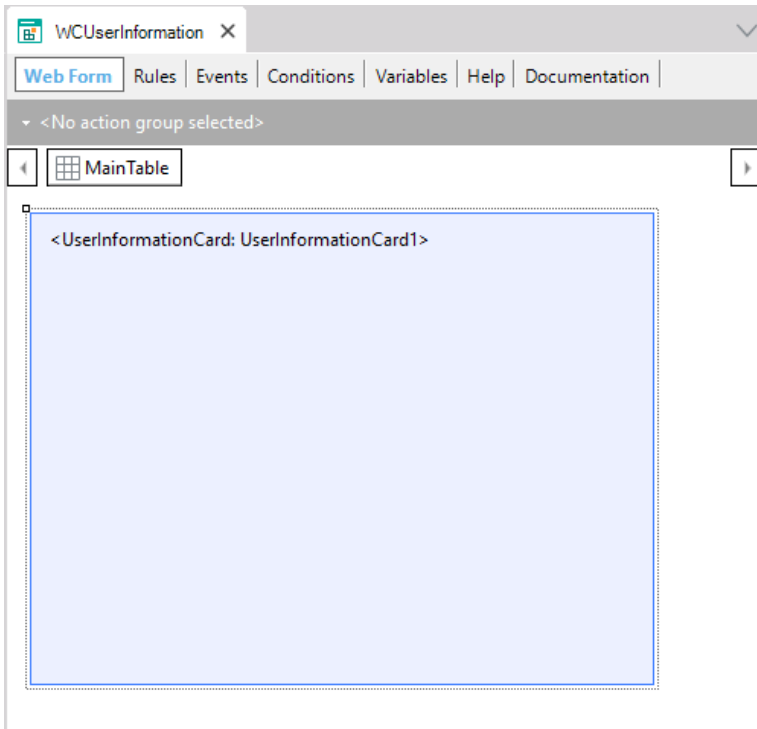 WCUserInformation
Web Form Rules Events Conditions Variables Help Documentation
<No action group selected>
MainTable
<UserInformationCard: UserInformationCard1>